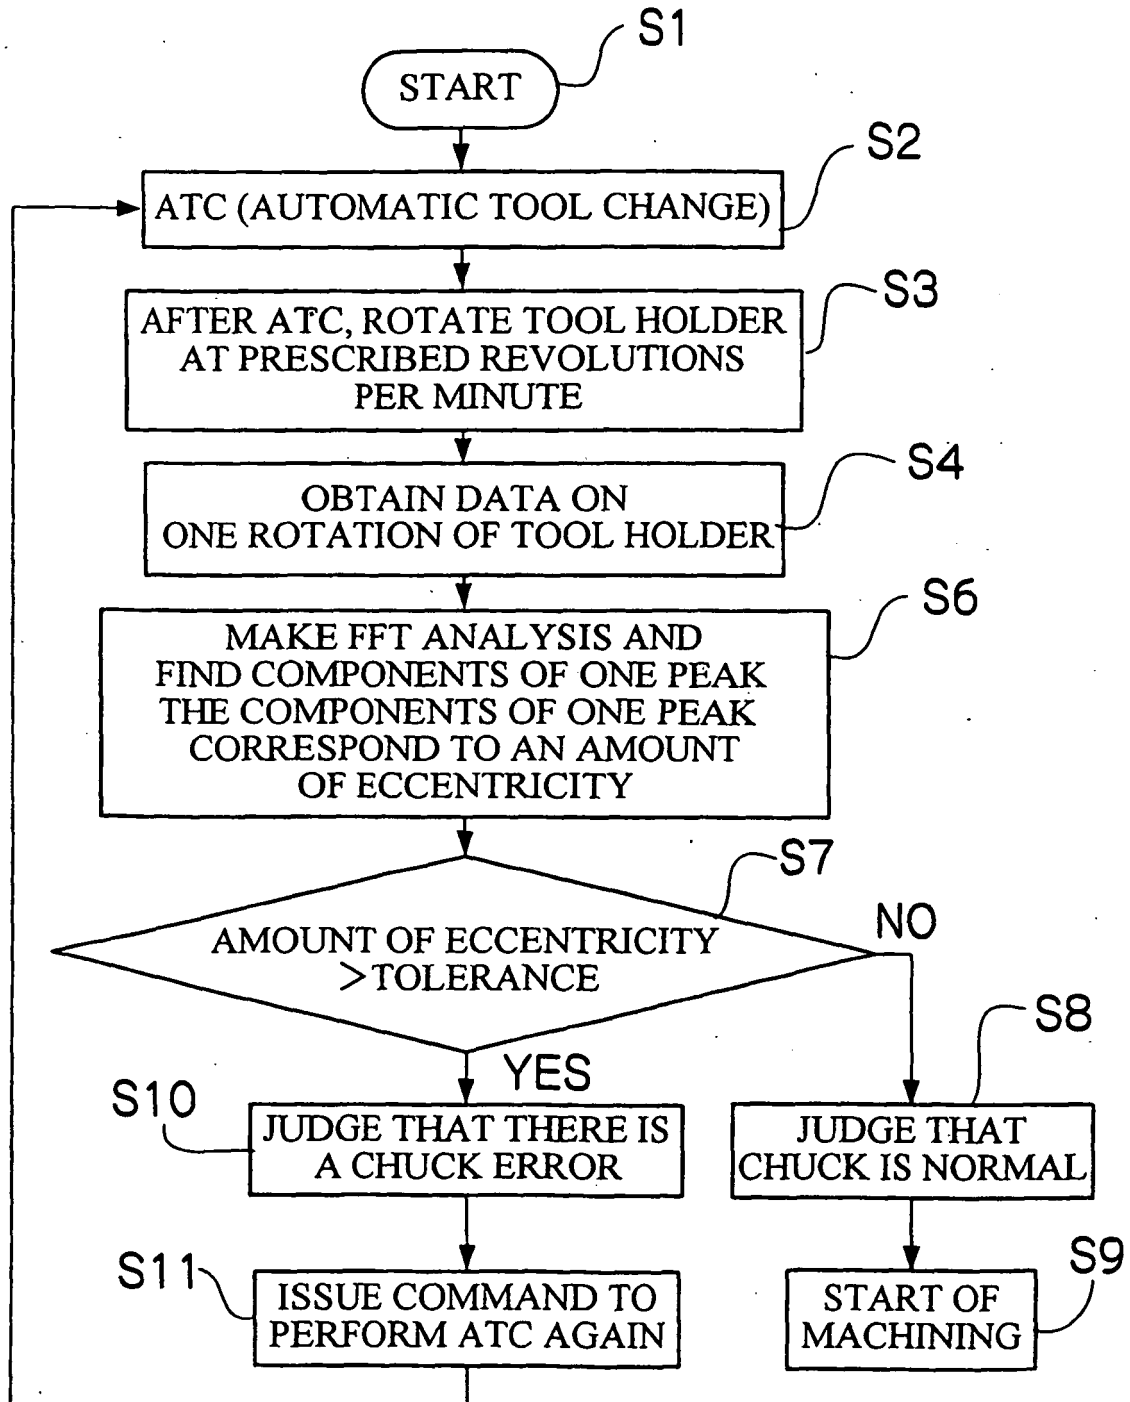 S1
START
S2
ATC (AUTOMATIC TOOL CHANGE)
S3
AFTER ATC, ROTATE TOOL HOLDER
AT PRESCRIBED REVOLUTIONS
PER MINUTE
S4
OBTAIN DATA ON
ONE ROTATION OF TOOL HOLDER
S6
MAKE FFT ANALYSIS AND
FIND COMPONENTS OF ONE PEAK
THE COMPONENTS OF ONE PEAK
CORRESPOND TO AN AMOUNT
OF ECCENTRICITY.
S7
AMOUNT OF ECCENTRICITY
>TOLERANCE
NO
YES
S8
S10
JUDGE THAT THERE IS
A CHUCK ERROR
JUDGE THAT
CHUCK IS NORMAL
S11
ISSUE COMMAND TO
PERFORM ATC AGAIN
S9
START OF
MACHINING